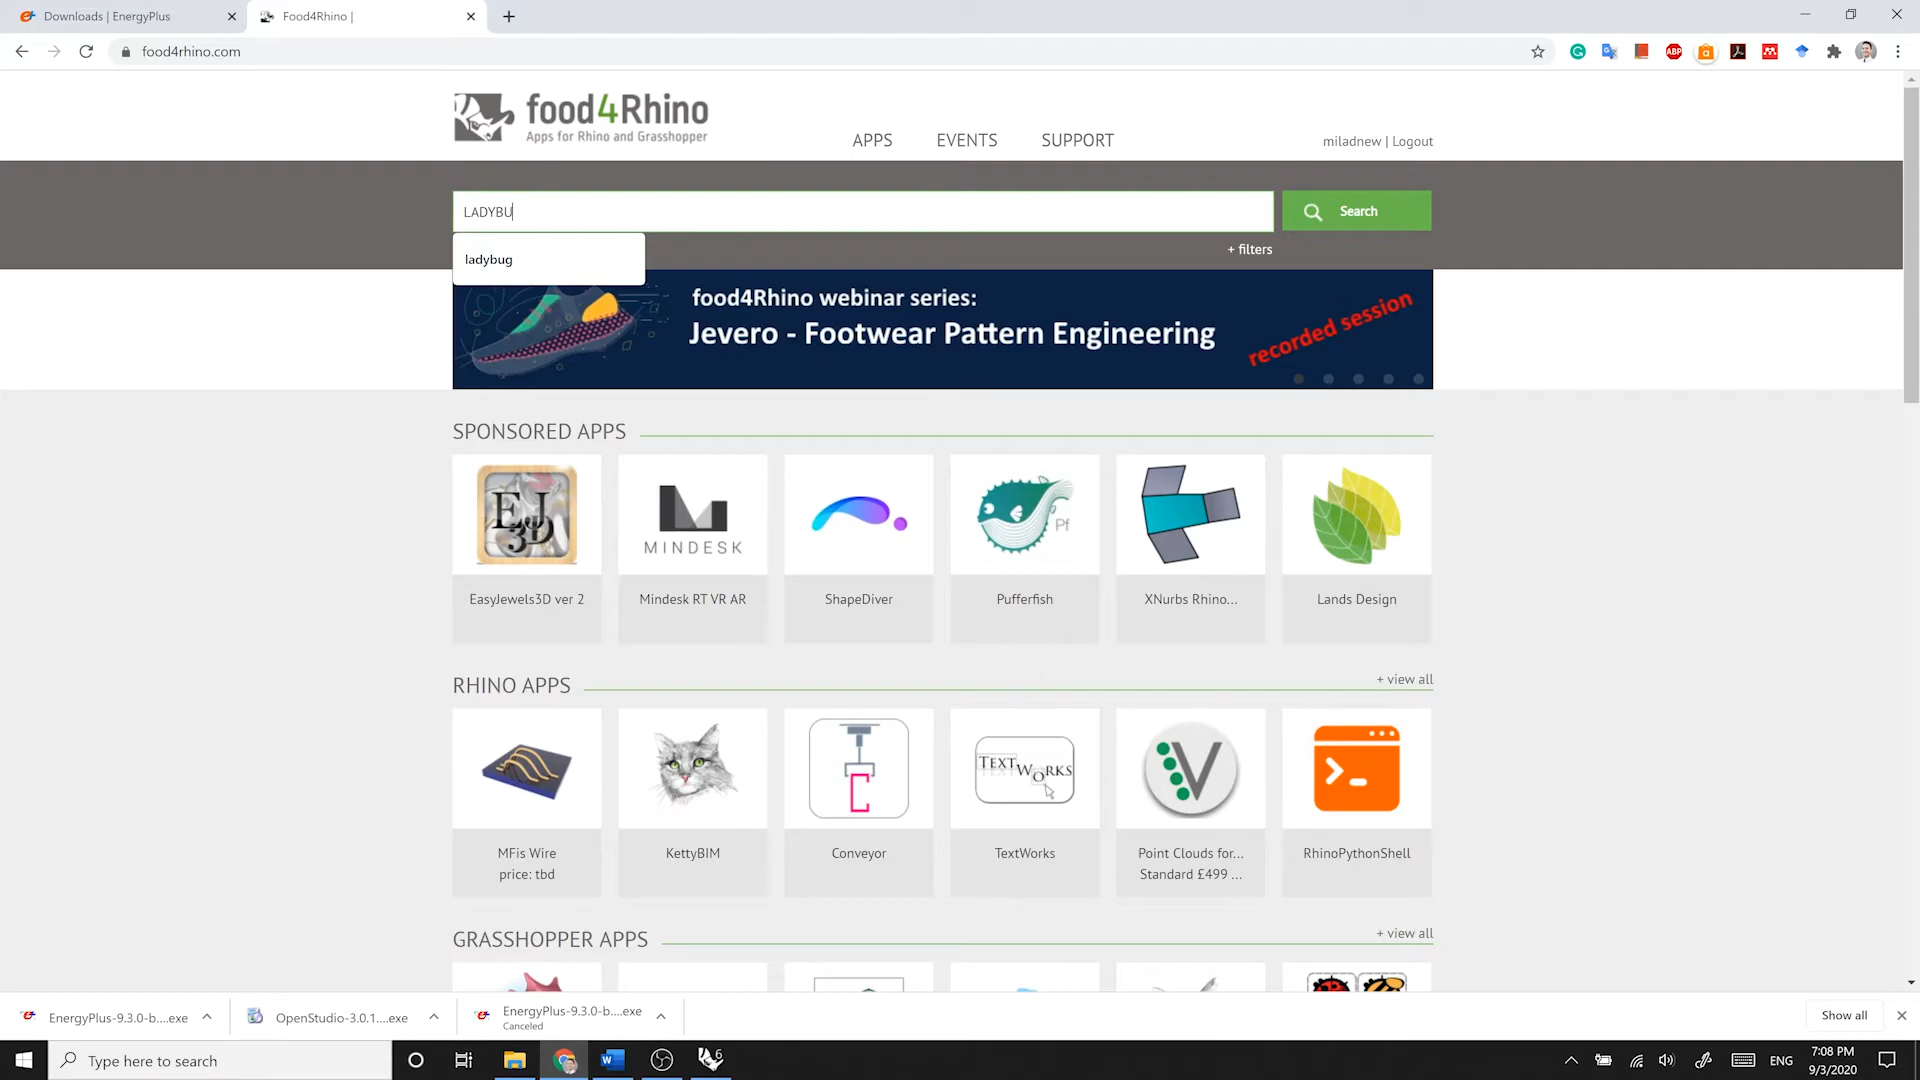 Downloads | EnergyPlus
Food4Rhino |
food4rhino.com
food4Rhino
Apps for Rhino and Grasshopper
APPS
EVENTS
SUPPORT
miladnew | Logout
LADYBU
Search
ladybug
+ filters
food4Rhino webinar series:
Jevero - Footwear Pattern Engineering
recorded session
SPONSORED APPS
EJ
3D
MINDESK
Pf
EasyJewels3D ver 2
Mindesk RT VR AR
ShapeDiver
Pufferfish
XNurbs Rhino...
Lands Design
RHINO APPS
+ view all
TEXTWORKS
V
MFis Wire
price: tbd
KettyBIM
Conveyor
TextWorks
Point Clouds for...
Standard £499 ...
RhinoPythonShell
GRASSHOPPER APPS
+ view all
EnergyPlus-9.3.0-b....exe
OpenStudio-3.0.1....exe
EnergyPlus-9.3.0-b....exe
Canceled
Show all
Type here to search
ENG
7:08 PM
9/3/2020